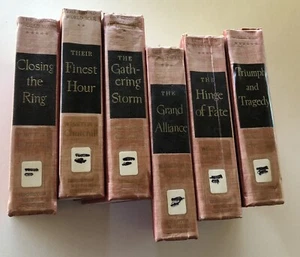 Closing
the
Ring
THEIR
Finest
Hour
Churchill
THE
Gath-
ering
Storm
THE
Grand
Alliance
THE
Hinge
of Fate
Triumph
and
Tragedy